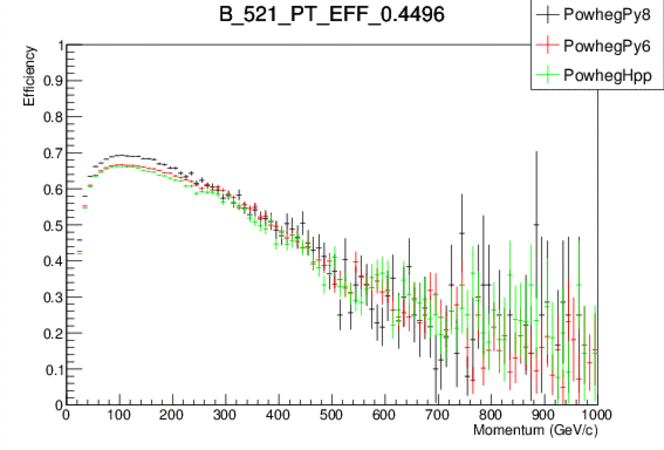 B_521_PT_EFF_0.4496
PowhegPy8
PowhegPy6
PowhegHpp
Efficiency
1
0.9
0.8
0.7
0.6
0.5
0.4
0.3
0.2
0.1
0
0 100 200 300 400 500 600 700 800 900 1000
Momentum (GeV/c)